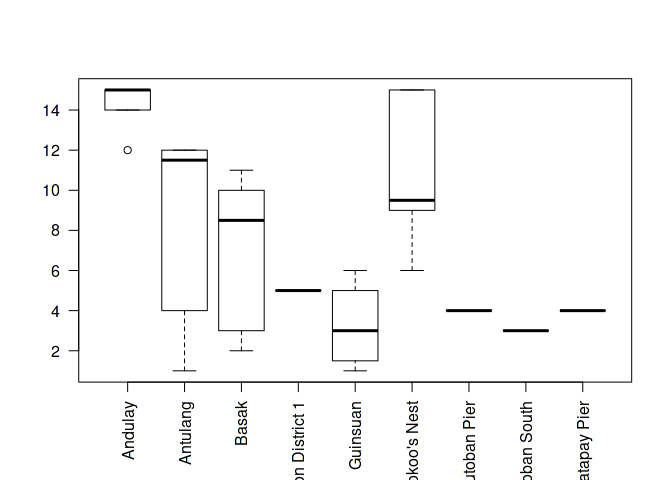 14
12
10
8
6
4
2
Andulay
Antulang
Basak
on District 1
Guinsuan
okoo's Nest
utoban Pier
oban South
atapay Pier